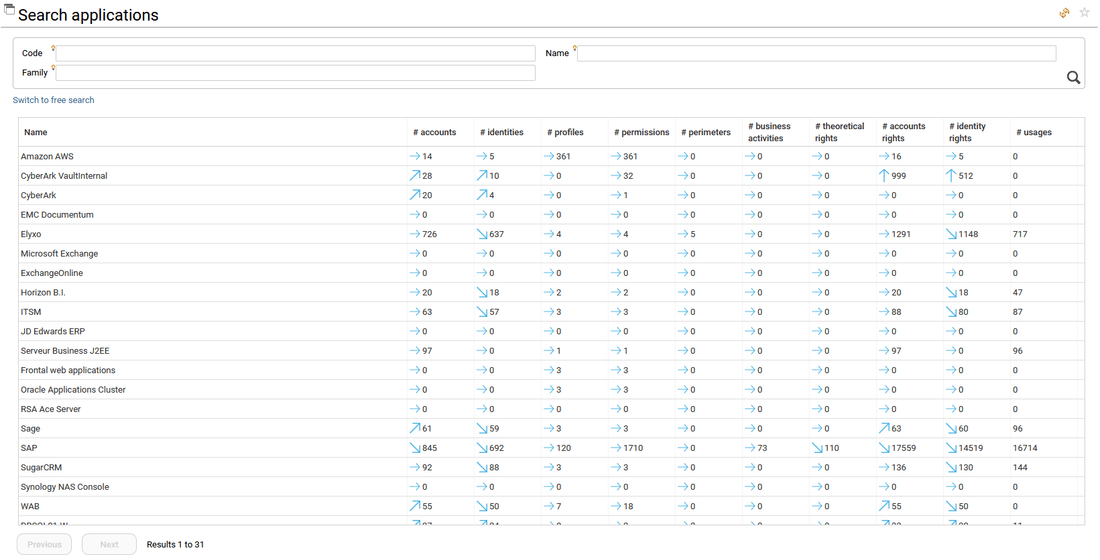 Search applications
Code Name
Family
Switch to free search
Name # accounts # identities # profiles # permissions # perimeters # business activities # theoretical rights # accounts rights # identity rights # usages
Amazon AWS 14 5 361 361 0 0 0 16 5 0
CyberArk VaultInternal 28 10 0 32 0 0 0 999 512 0
CyberArk 20 4 0 1 0 0 0 0 0 0
EMC Documentum 0 0 0 0 0 0 0 0 0 0
Elyxo 726 637 4 4 5 0 0 1291 1148 717
Microsoft Exchange 0 0 0 0 0 0 0 0 0 0
ExchangeOnline 0 0 0 0 0 0 0 0 0 0
Horizon B.I. 20 18 2 2 0 0 0 20 18 47
ITSM 63 57 3 3 0 0 0 88 80 87
JD Edwards ERP 0 0 0 0 0 0 0 0 0 0
Serveur Business J2EE 97 0 1 1 0 0 0 97 0 96
Frontal web applications 0 0 3 3 0 0 0 0 0 0
Oracle Applications Cluster 0 0 3 3 0 0 0 0 0 0
RSA Ace Server 0 0 0 0 0 0 0 0 0 0
Sage 61 59 3 3 0 0 0 63 60 96
SAP 845 692 120 1710 0 73 110 17559 14519 16714
SugarCRM 92 88 3 3 0 0 0 136 130 144
Synology NAS Console 0 0 0 0 0 0 0 0 0 0
WAB 55 50 7 18 0 0 0 55 50 0
Previous Next Results 1 to 31